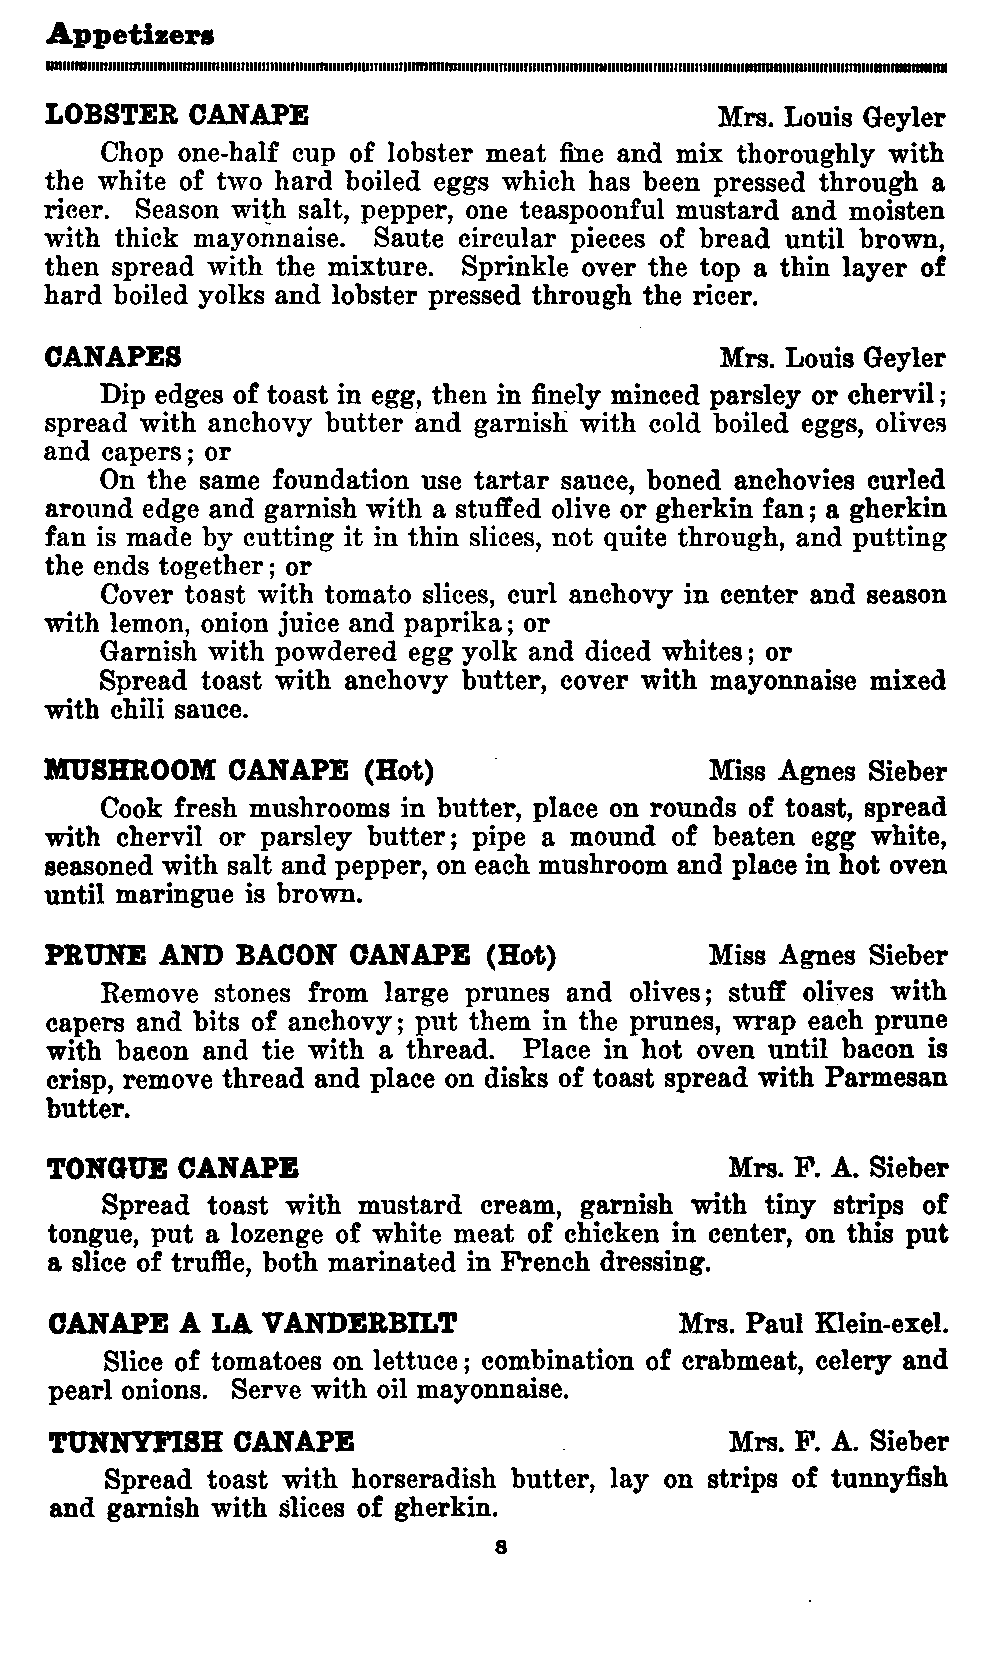 Appetizers
LOBSTER CANAPE Mrs. Louis Geyler
Chop one-half cup of lobster meat fine and mix thoroughly with
the white of two hard boiled eggs which has been pressed through a
ricer. Season with salt, pepper, one teaspoonful mustard and moisten
with thick mayonnaise. Saute circular pieces of bread until brown,
then spread with the mixture. Sprinkle over the top a thin layer of
hard boiled yolks and lobster pressed through the ricer.
CANAPES Mrs. Louis Geyler
Dip edges of toast in egg, then in finely minced parsley or chervil;
spread with anchovy butter and garnish with cold boiled eggs, olives
and capers; or
On the same foundation use tartar sauce, boned anchovies curled
around edge and garnish with a stuffed olive or gherkin fan; a gherkin
fan is made by cutting it in thin slices, not quite through, and putting
the ends together; or
Cover toast with tomato slices, curl anchovy in center and season
with lemon, onion juice and paprika; or
Garnish with powdered egg yolk and diced whites; or
Spread toast with anchovy butter, cover with mayonnaise mixed
with chili sauce.
MUSHROOM CANAPE (Hot) Miss Agnes Sieber
Cook fresh mushrooms in butter, place on rounds of toast, spread
with chervil or parsley butter; pipe a mound of beaten egg white,
seasoned with salt and pepper, on each mushroom and place in hot oven
until maringue is brown.
PRUNE AND BACON CANAPE (Hot) Miss Agnes Sieber
Remove stones from large prunes and olives; stuff olives with
capers and bits of anchovy; put them in the prunes, wrap each prune
with bacon and tie with a thread. Place in hot oven until bacon is
crisp, remove thread and place on disks of toast spread with Parmesan
butter.
TONGUE CANAPE Mrs. F. A. Sieber
Spread toast with mustard cream, garnish with tiny strips of
tongue, put a lozenge of white meat of chicken in center, on this put
a slice of truffle, both marinated in French dressing.
CANAPE A LA VANDERBILT Mrs. Paul Klein-exel.
Slice of tomatoes on lettuce; combination of crabmeat, celery and
pearl onions. Serve with oil mayonnaise.
TUNNYFISH CANAPE Mrs. F. A. Sieber
Spread toast with horseradish butter, lay on strips of tunnyfish
and garnish with slices of gherkin.
8